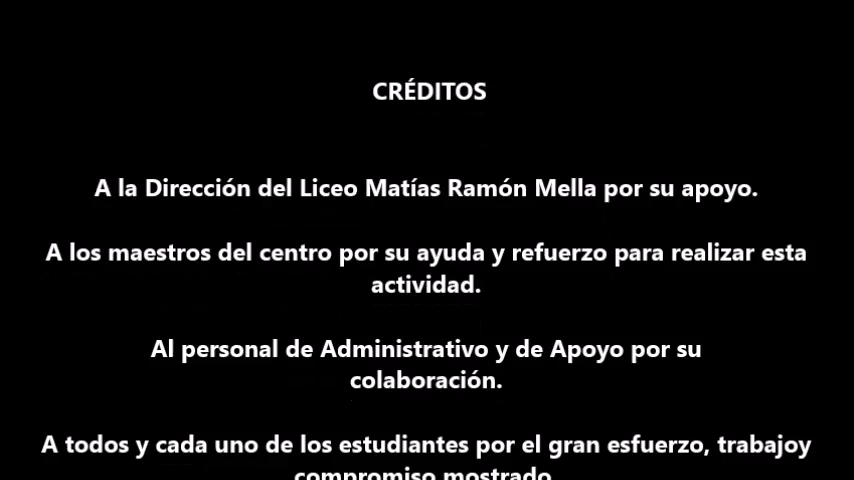 CRÉDITOS
A la Dirección del Liceo Matías Ramón Mella por su apoyo.
A los maestros del centro por su ayuda y refuerzo para realizar esta
actividad.
Al personal de Administrativo y de Apoyo por su
colaboración.
A todos y cada uno de los estudiantes por el gran esfuerzo, trabajoy
compromiso mostrado